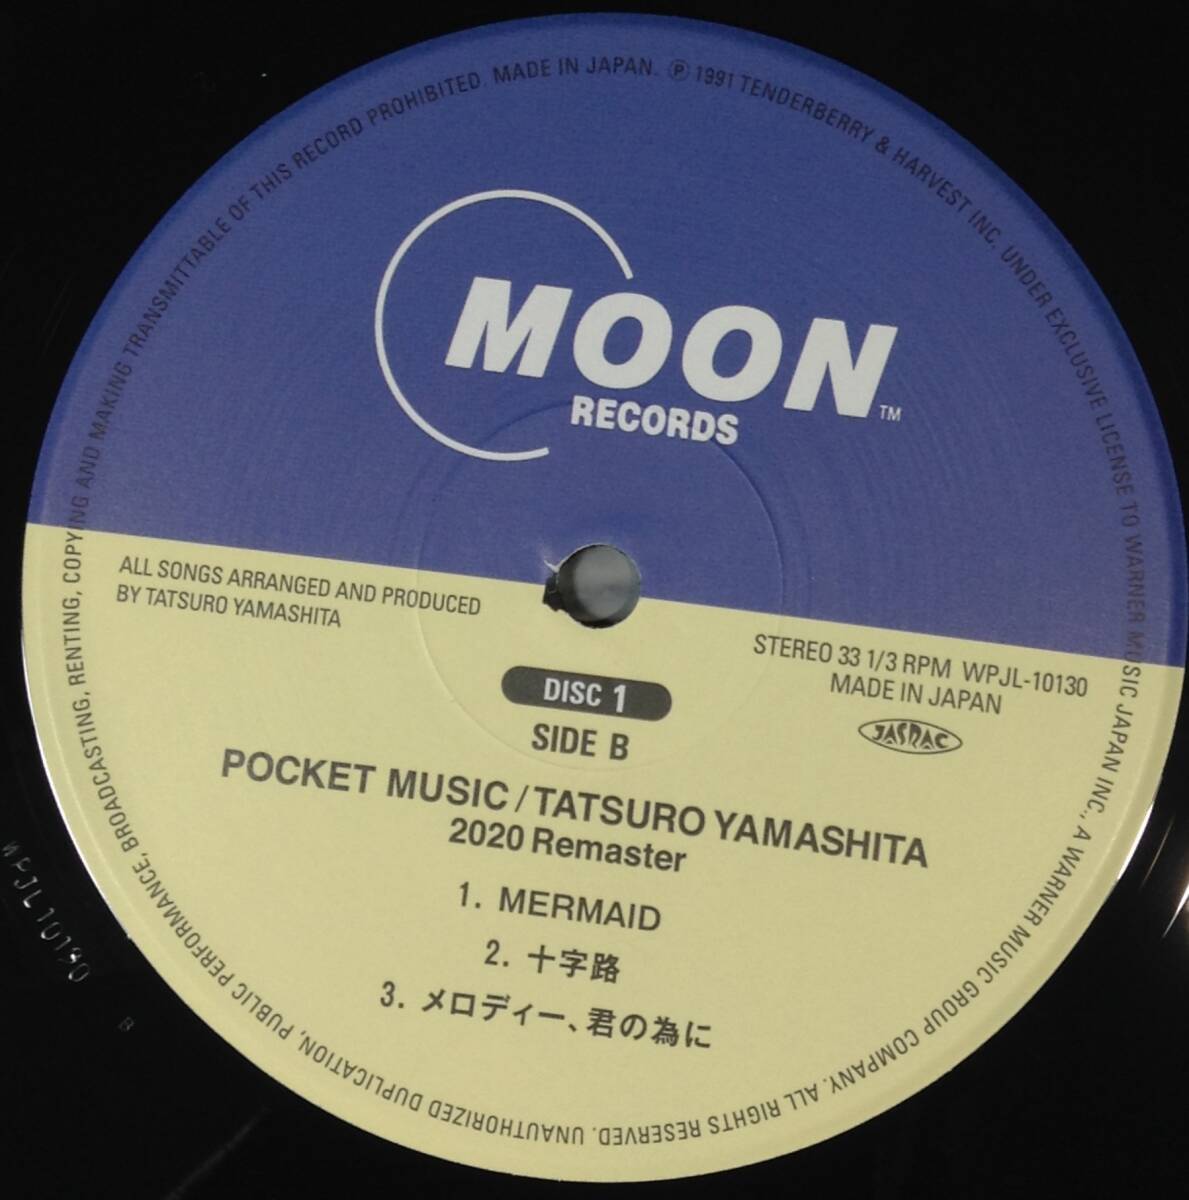 MOON™
RECORDS
ALL SONGS ARRANGED AND PRODUCED
BY TATSURO YAMASHITA
STEREO 33 1/3 RPM WPJL-10130
MADE IN JAPAN
JASRAC
DISC 1
SIDE B
POCKET MUSIC / TATSURO YAMASHITA
2020 Remaster
1. MERMAID
2. 十字路
3. メロディー、君の為に
℗ 1991 TENDERBERRY & HARVEST INC. UNDER EXCLUSIVE LICENSE TO WARNER MUSIC JAPAN INC., A WARNER MUSIC GROUP COMPANY. ALL RIGHTS RESERVED. UNAUTHORIZED DUPLICATION, PUBLIC PERFORMANCE, BROADCASTING, RENTING, COPYING AND MAKING TRANSMITTABLE OF THIS RECORD PROHIBITED. MADE IN JAPAN.
WPJL10130 B